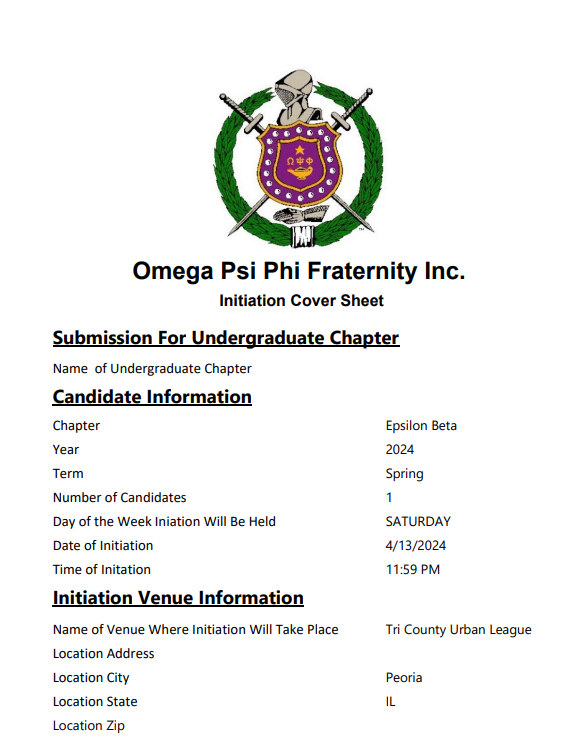 Ω Ψ Φ
TM
Omega Psi Phi Fraternity Inc.
Initiation Cover Sheet
Submission For Undergraduate Chapter
Name of Undergraduate Chapter
Candidate Information
Chapter Epsilon Beta
Year 2024
Term Spring
Number of Candidates 1
Day of the Week Iniation Will Be Held SATURDAY
Date of Initiation 4/13/2024
Time of Initation 11:59 PM
Initiation Venue Information
Name of Venue Where Initiation Will Take Place Tri County Urban League
Location Address
Location City Peoria
Location State IL
Location Zip